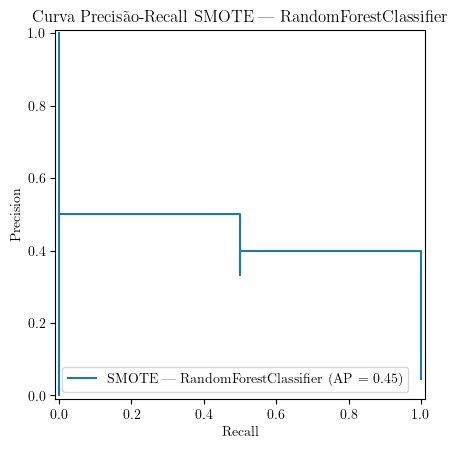 Curva Precisão-Recall SMOTE — RandomForestClassifier
1.0
0.8
0.6
0.4
0.2
0.0
Precision
SMOTE — RandomForestClassifier (AP = 0.45)
0.0 0.2 0.4 0.6 0.8 1.0
Recall